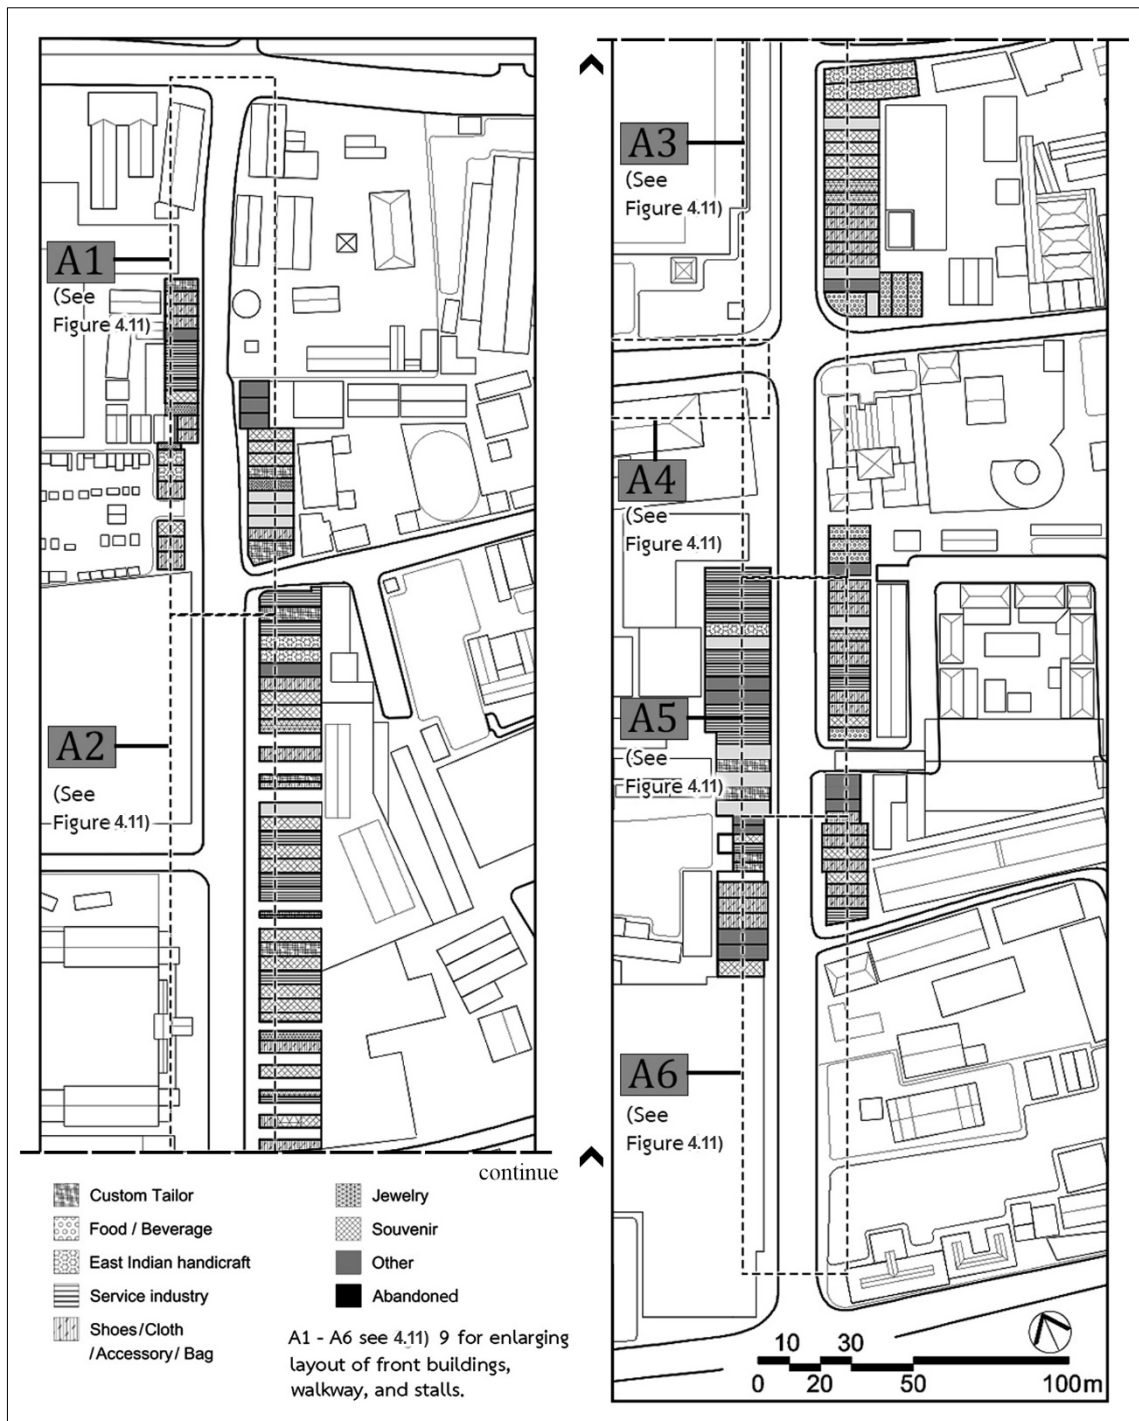 A1
(See
Figure 4.11)
A2
(See
Figure 4.11)
A3
(See
Figure 4.11)
A4
(See
Figure 4.11)
A5
(See
Figure 4.11)
A6
(See
Figure 4.11)
continue
Custom Tailor
Food / Beverage
East Indian handicraft
Service industry
Shoes/Cloth
/Accessory/Bag
Jewelry
Souvenir
Other
Abandoned
A1 - A6 see 4.11) 9 for enlarging
layout of front buildings,
walkway, and stalls.
10 30
0 20 50 100m